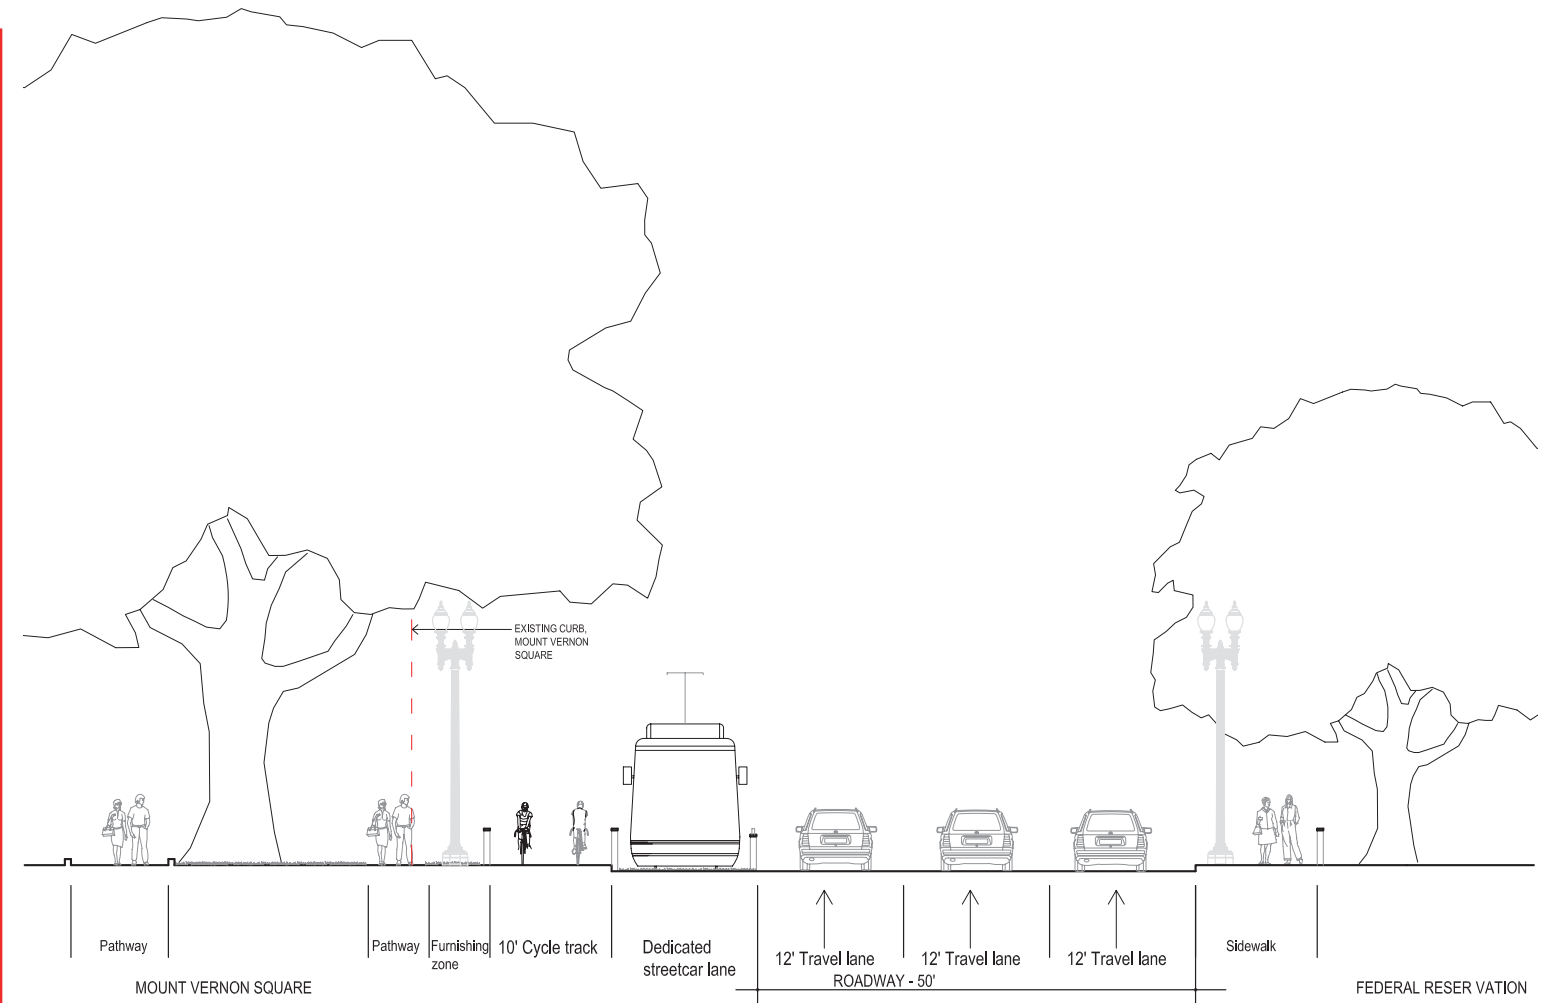 EXISTING CURB,
MOUNT VERNON
SQUARE
Pathway
Pathway
Furnishing
zone
10' Cycle track
Dedicated
streetcar lane
12' Travel lane
12' Travel lane
12' Travel lane
Sidewalk
ROADWAY - 50'
MOUNT VERNON SQUARE
FEDERAL RESER VATION